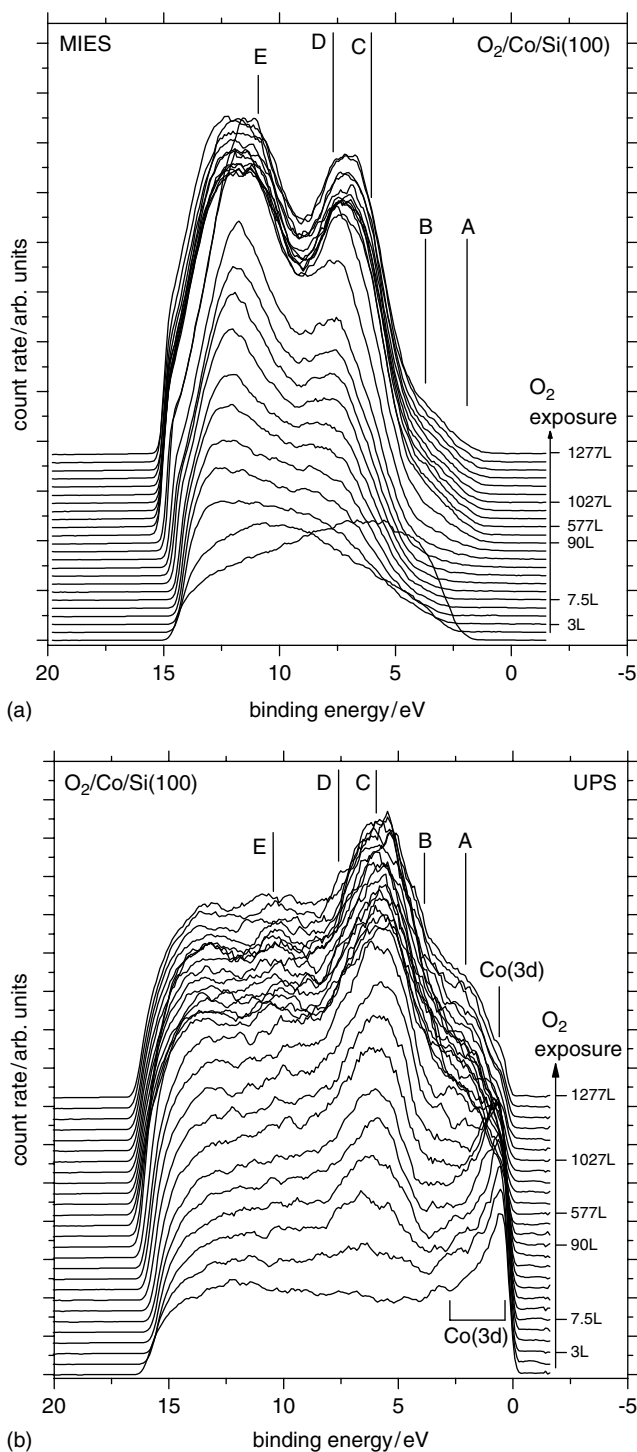 MIES
E
D
C
O₂/Co/Si(100)
B
A
count rate/arb. units
O₂
exposure
1277L
1027L
577L
90L
7.5L
3L
20
15
10
5
0
-5
(a)
binding energy/eV
O₂/Co/Si(100)
D
C
UPS
E
B
A
Co(3d)
count rate/arb. units
O₂
exposure
1277L
1027L
577L
90L
7.5L
Co(3d)
3L
20
15
10
5
0
-5
(b)
binding energy/eV